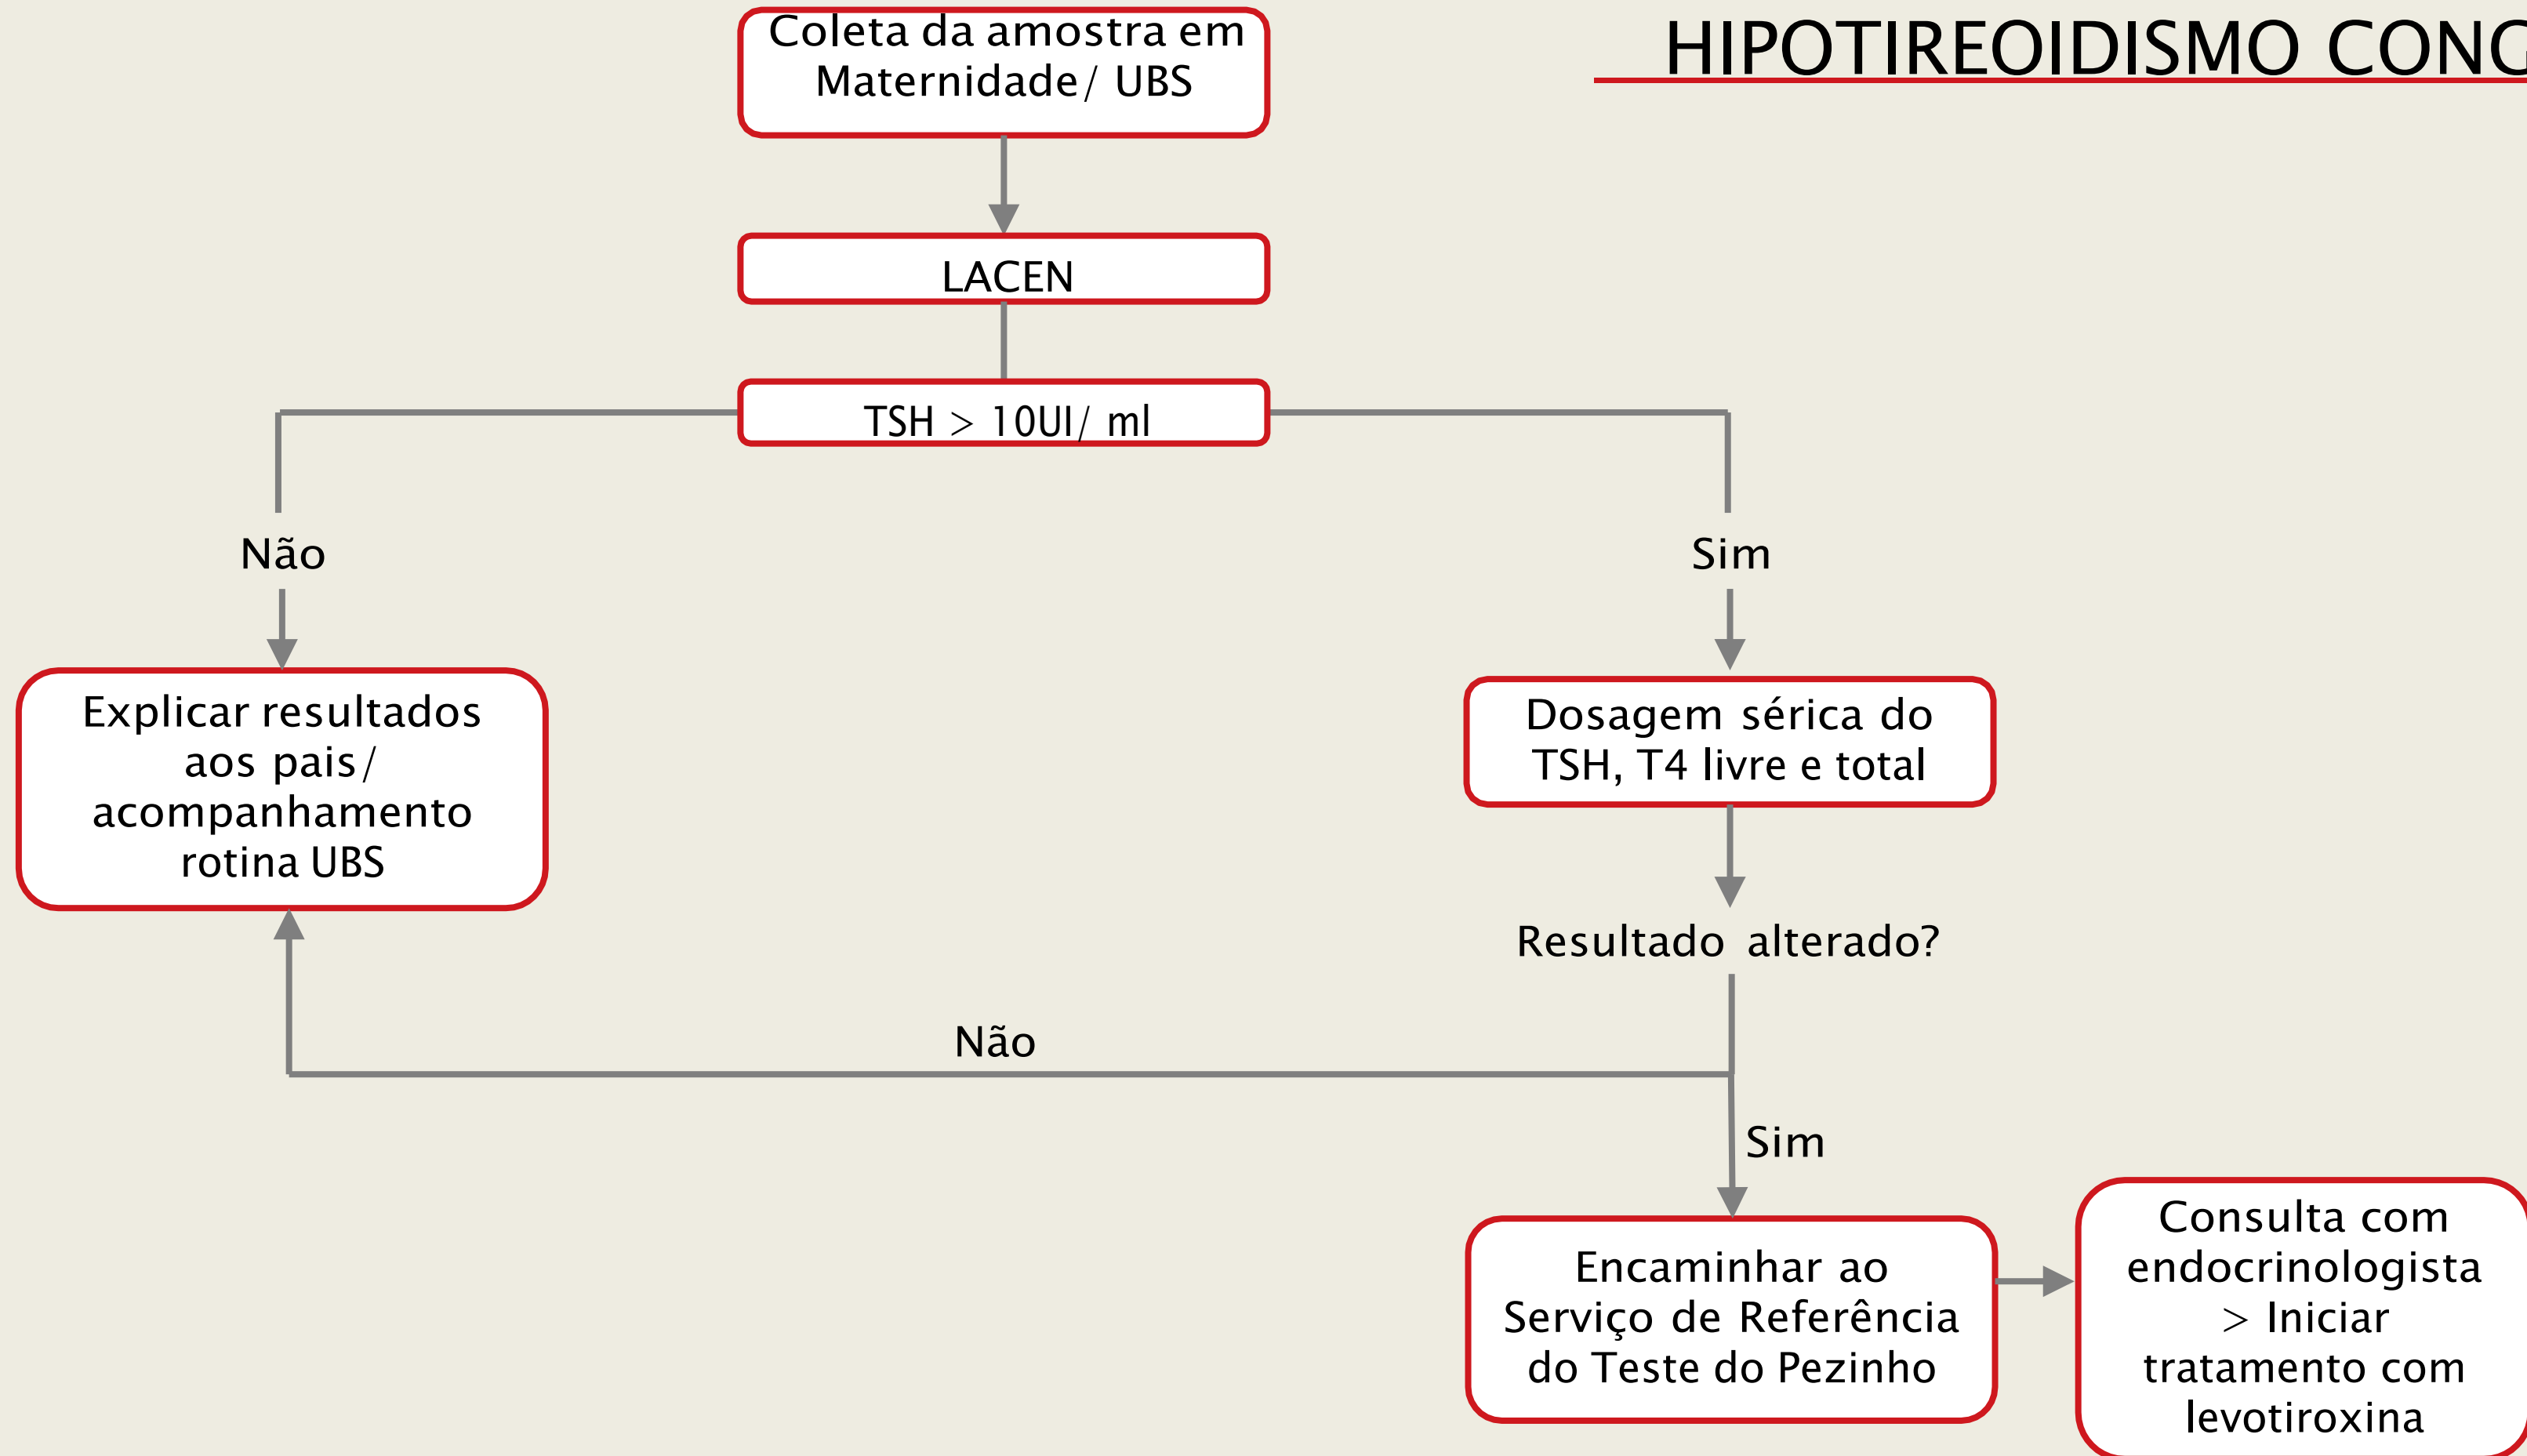 HIPOTIREOIDISMO CONG
Coleta da amostra em
Maternidade/ UBS
LACEN
TSH > 10UI/ ml
Não
Sim
Explicar resultados
aos pais/
acompanhamento
rotina UBS
Dosagem sérica do
TSH, T4 livre e total
Resultado alterado?
Não
Sim
Encaminhar ao
Serviço de Referência
do Teste do Pezinho
Consulta com
endocrinologista
> Iniciar
tratamento com
levotiroxina